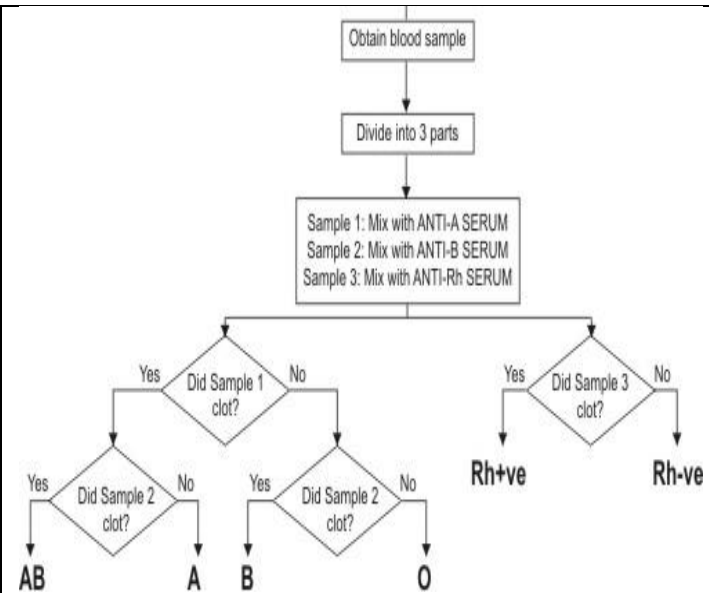 Obtain blood sample
Divide into 3 parts
Sample 1: Mix with ANTI-A SERUM
Sample 2: Mix with ANTI-B SERUM
Sample 3: Mix with ANTI-Rh SERUM
Yes
Did Sample 1
clot?
No
Yes
Did Sample 3
clot?
No
Yes
Did Sample 2
clot?
No
Yes
Did Sample 2
clot?
No
Rh+ve
Rh-ve
AB
A
B
O